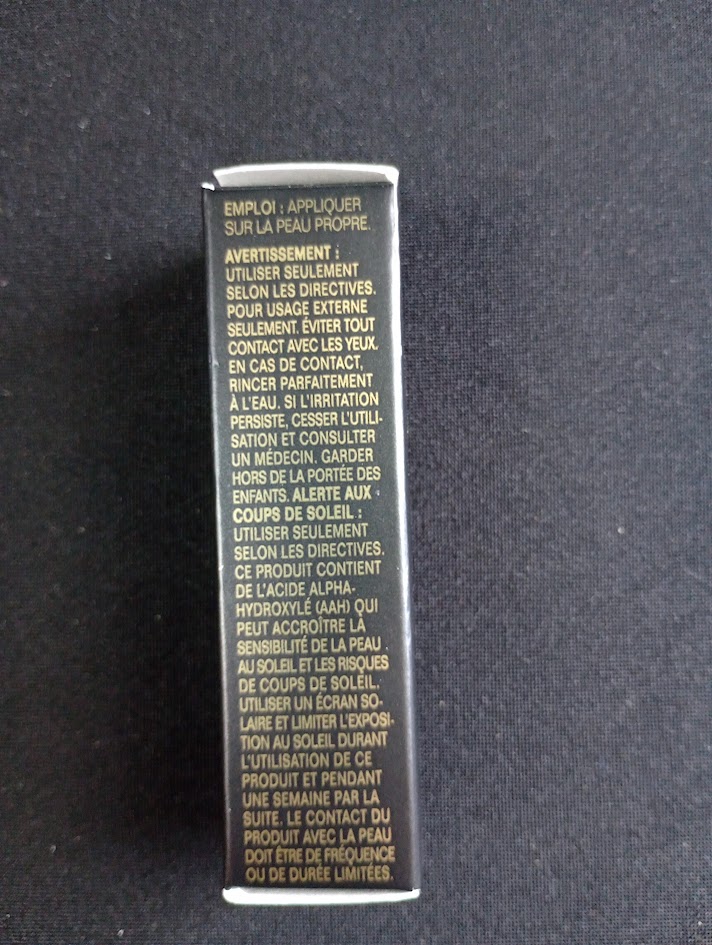 EMPLOI : APPLIQUER
SUR LA PEAU PROPRE.
AVERTISSEMENT :
UTILISER SEULEMENT
SELON LES DIRECTIVES.
POUR USAGE EXTERNE
SEULEMENT. ÉVITER TOUT
CONTACT AVEC LES YEUX.
EN CAS DE CONTACT,
RINCER PARFAITEMENT
À L'EAU. SI L'IRRITATION
PERSISTE, CESSER L'UTILI-
SATION ET CONSULTER
UN MÉDECIN. GARDER
HORS DE LA PORTÉE DES
ENFANTS. ALERTE AUX
COUPS DE SOLEIL :
UTILISER SEULEMENT
SELON LES DIRECTIVES.
CE PRODUIT CONTIENT
DE L'ACIDE ALPHA-
HYDROXYLÉ (AAH) QUI
PEUT ACCROÎTRE LA
SENSIBILITÉ DE LA PEAU
AU SOLEIL ET LES RISQUES
DE COUPS DE SOLEIL.
UTILISER UN ÉCRAN SO-
LAIRE ET LIMITER L'EXPOSI-
TION AU SOLEIL DURANT
L'UTILISATION DE CE
PRODUIT ET PENDANT
UNE SEMAINE PAR LA
SUITE. LE CONTACT DU
PRODUIT AVEC LA PEAU
DOIT ÊTRE DE FRÉQUENCE
OU DE DURÉE LIMITÉES.